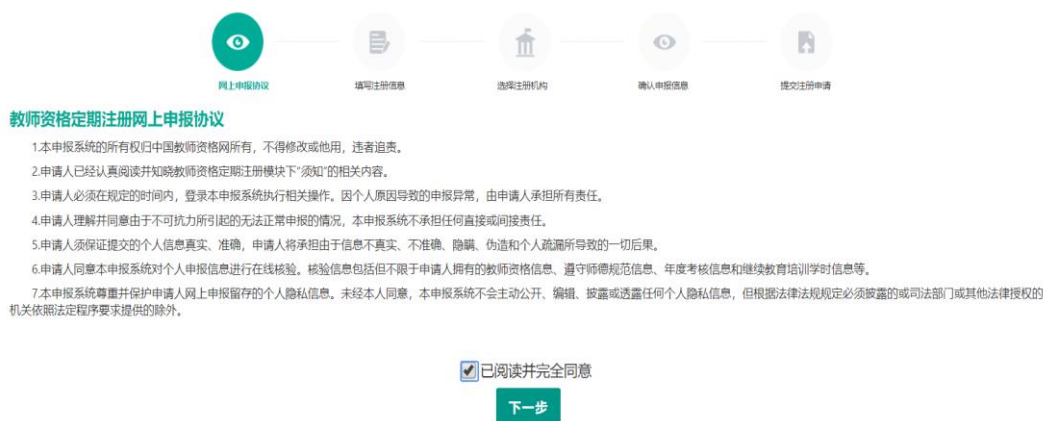 网上申报协议
填写注册信息
选择注册机构
确认申报信息
提交注册申请
教师资格定期注册网上申报协议
1.本申报系统的所有权归中国教师资格网所有，不得修改或他用，违者追责。
2.申请人已经认真阅读并知晓教师资格定期注册模块下“须知”的相关内容。
3.申请人必须在规定的时间内，登录本申报系统执行相关操作。因个人原因导致的申报异常，由申请人承担所有责任。
4.申请人理解并同意由于不可抗力所引起的无法正常申报的情况，本申报系统不承担任何直接或间接责任。
5.申请人须保证提交的个人信息真实、准确，申请人将承担由于信息不真实、不准确、隐瞒、伪造和个人疏漏所导致的一切后果。
6.申请人同意本申报系统对个人申报信息进行在线核验。核验信息包括但不限于申请人拥有的教师资格信息、遵守师德规范信息、年度考核信息和继续教育培训学时信息等。
7.本申报系统尊重并保护申请人网上申报留存的个人隐私信息。未经本人同意，本申报系统不会主动公开、编辑、披露或透露任何个人隐私信息，但根据法律法规规定必须披露的或司法部门或其他法律授权的
机关依照法定程序要求提供的除外。
已阅读并完全同意
下一步